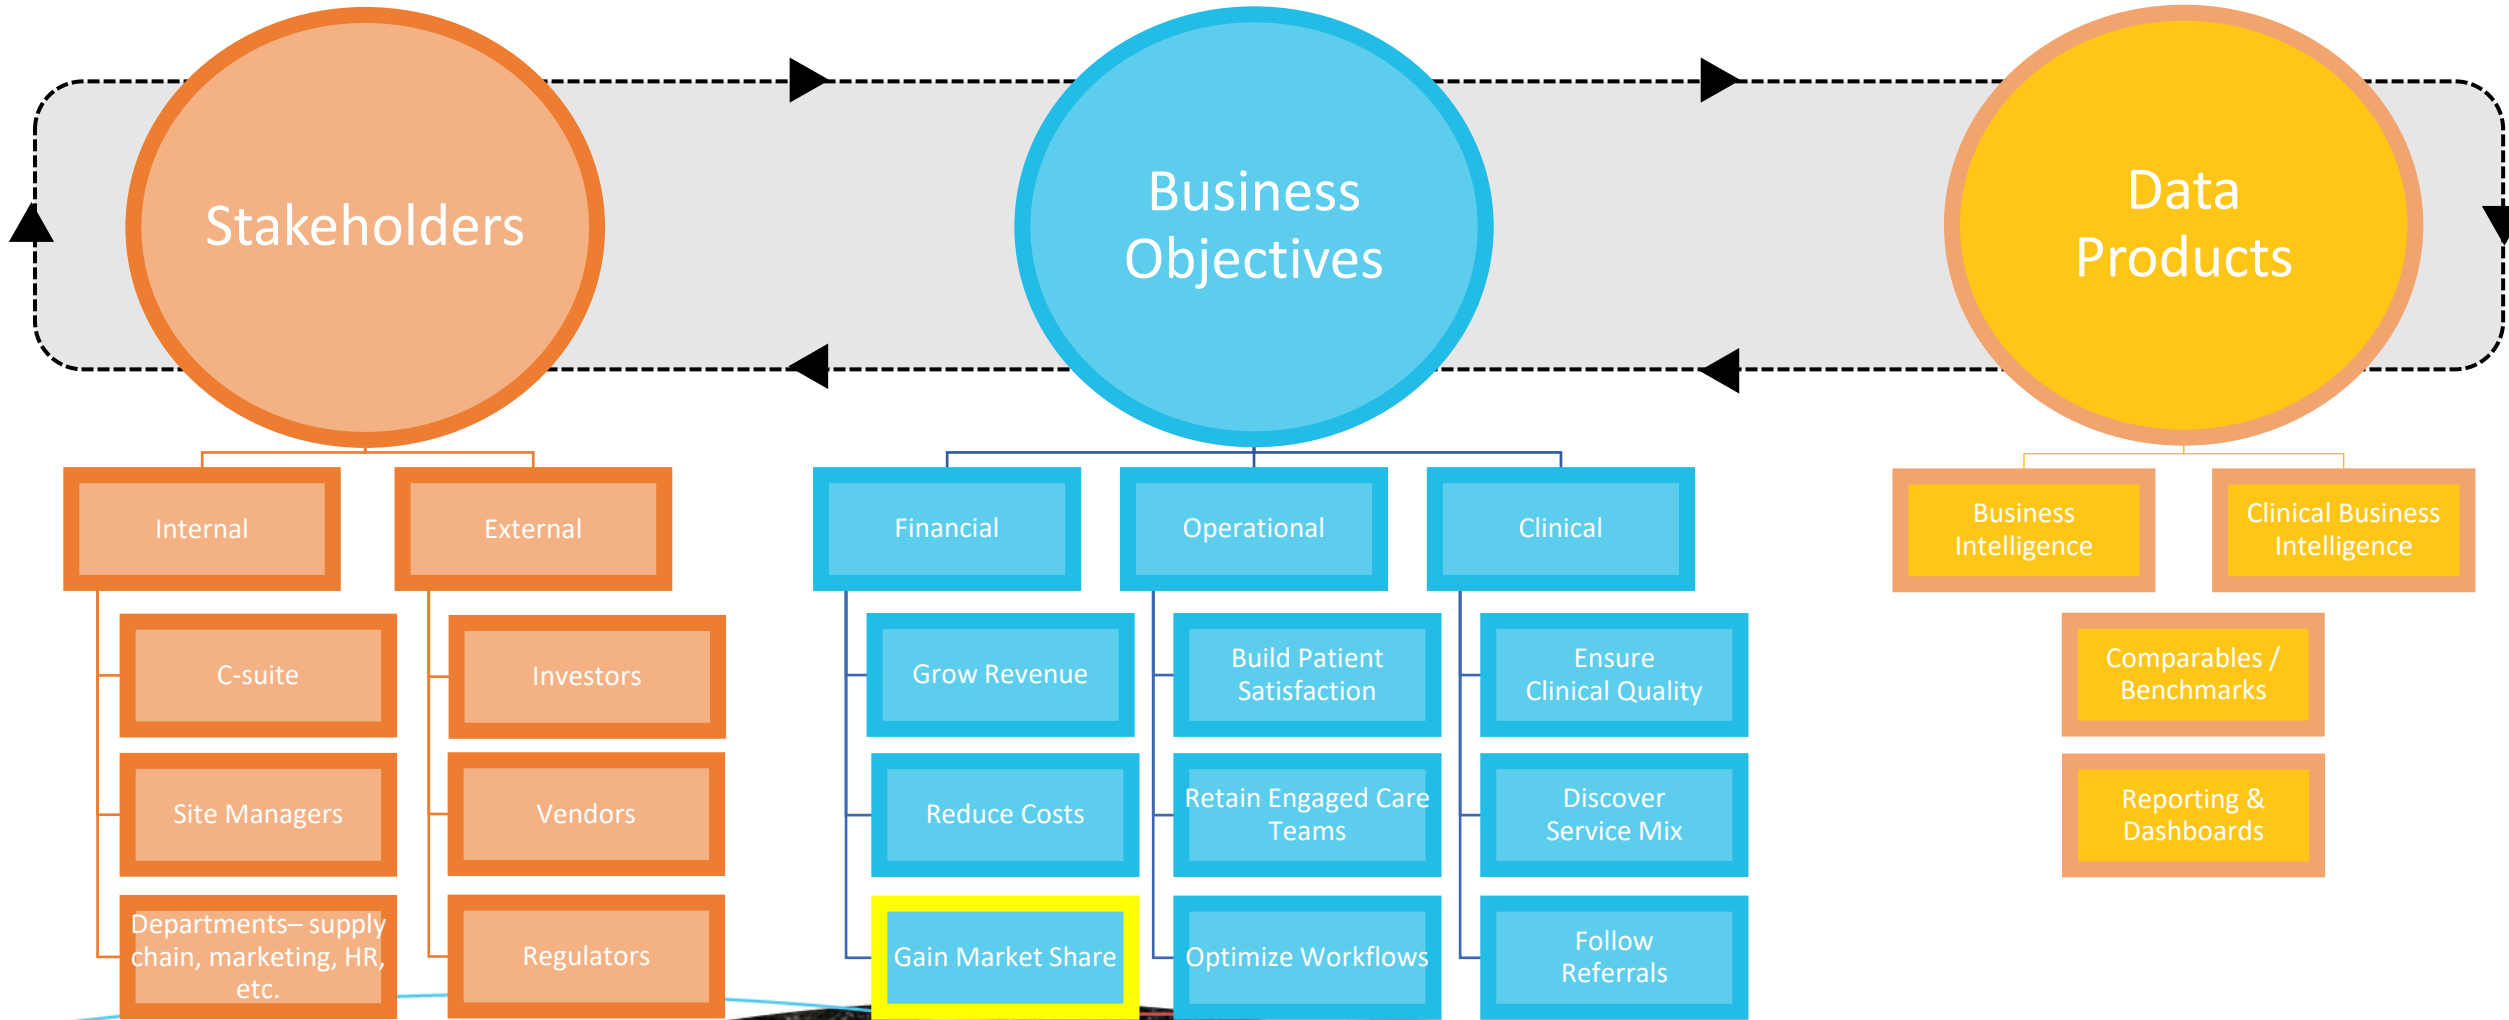 Stakeholders
Business
Objectives
Data
Products
Internal
External
Financial
Operational
Clinical
Business
Intelligence
Clinical Business
Intelligence
C-suite
Investors
Grow Revenue
Build Patient
Satisfaction
Ensure
Clinical Quality
Comparables /
Benchmarks
Site Managers
Vendors
Reduce Costs
Retain Engaged Care
Teams
Discover
Service Mix
Reporting &
Dashboards
Departments– supply
chain, marketing, HR,
etc.
Regulators
Gain Market Share
Optimize Workflows
Follow
Referrals